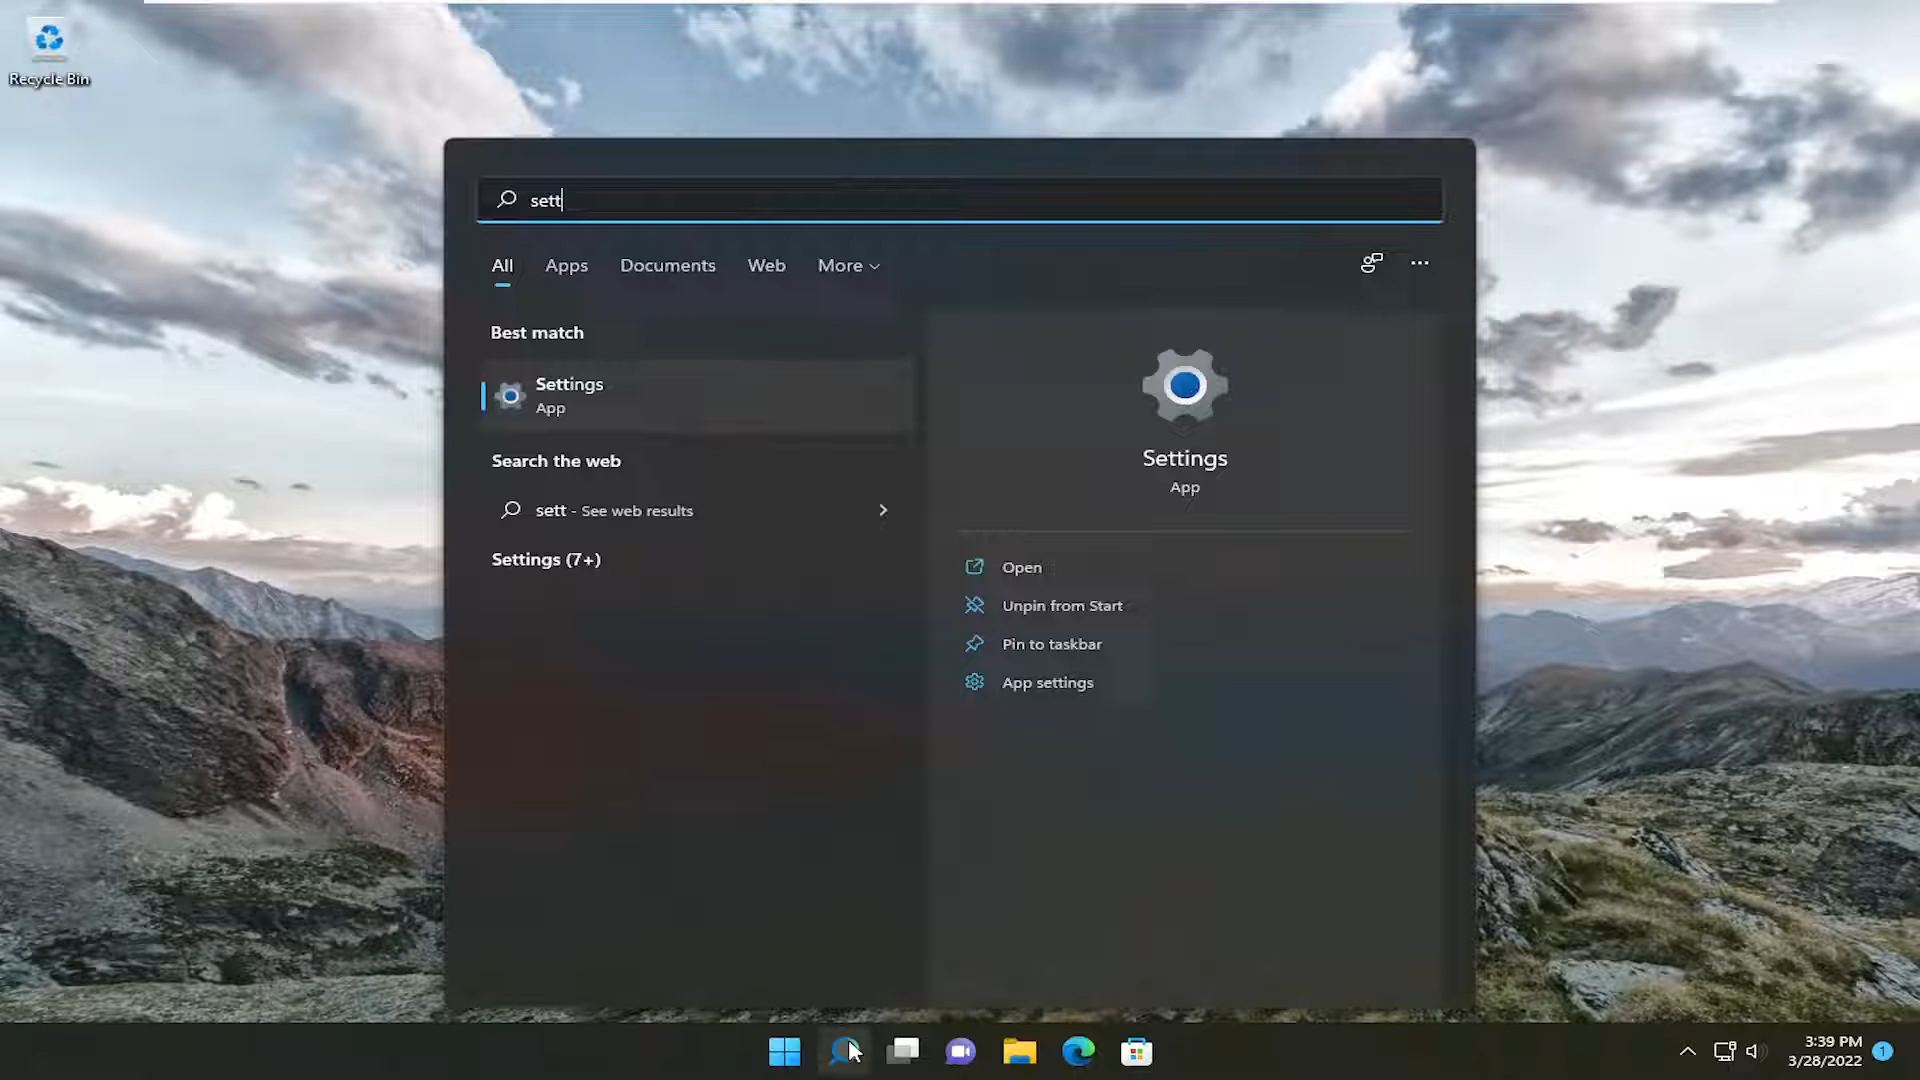 Recycle Bin
sett
All Apps Documents Web More
Best match
Settings
App
Search the web
sett - See web results
Settings (7+)
Settings
App
Open
Unpin from Start
Pin to taskbar
App settings
3:39 PM
3/28/2022
1